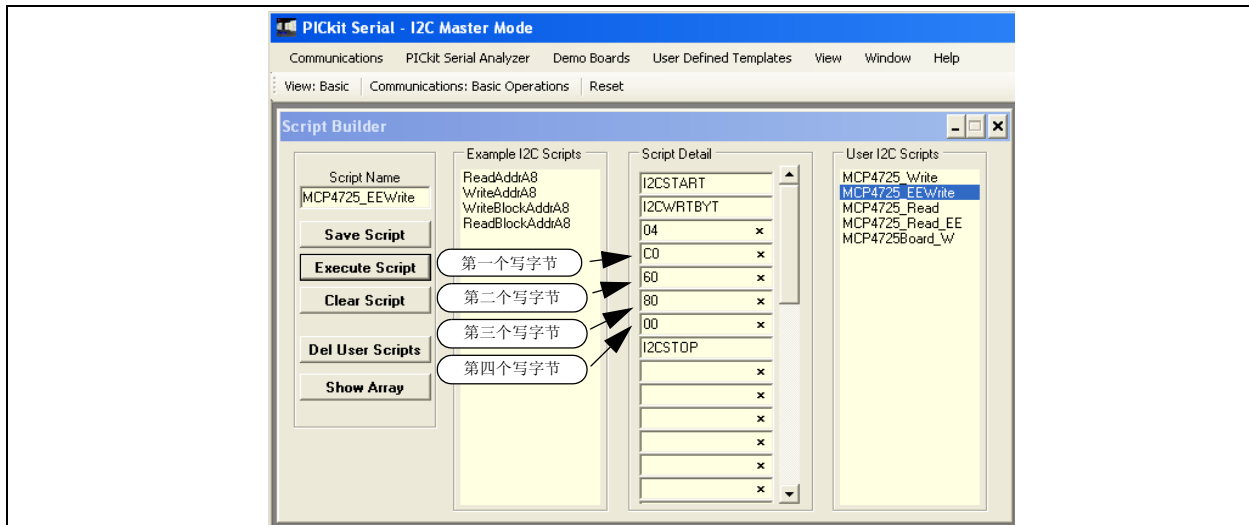 PICkit Serial - I2C Master Mode
Communications PICkit Serial Analyzer Demo Boards User Defined Templates View Window Help
View: Basic Communications: Basic Operations Reset
Script Builder
Script Name
MCP4725_EEWrite
Save Script
Execute Script
Clear Script
Del User Scripts
Show Array
Example I2C Scripts
ReadAddrA8
WriteAddrA8
WriteBlockAddrA8
ReadBlockAddrA8
第一个写字节
第二个写字节
第三个写字节
第四个写字节
Script Detail
I2CSTART
I2CWRTBYT
04 x
C0 x
60 x
80 x
00 x
I2CSTOP
x
x
x
x
x
x
User I2C Scripts
MCP4725_Write
MCP4725_EEWrite
MCP4725_Read
MCP4725_Read_EE
MCP4725Board_W